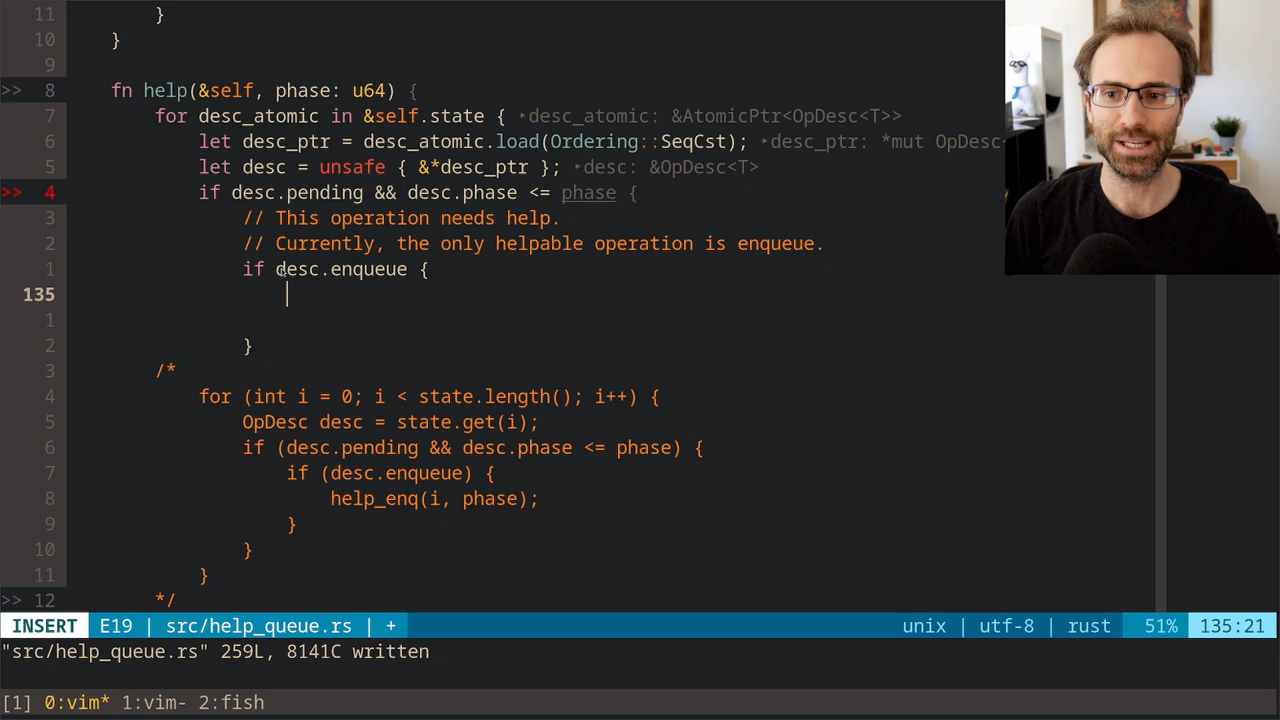 11 }
10 }
9
>> 8 fn help(&self, phase: u64) {
7 for desc_atomic in &self.state { ‣desc_atomic: &AtomicPtr<OpDesc<T>>
6 let desc_ptr = desc_atomic.load(Ordering::SeqCst); ‣desc_ptr: *mut OpDesc<
5 let desc = unsafe { &*desc_ptr }; ‣desc: &OpDesc<T>
>> 4 if desc.pending && desc.phase <= phase {
3 // This operation needs help.
2 // Currently, the only helpable operation is enqueue.
1 if desc.enqueue {
135
1
2 }
3 /*
4 for (int i = 0; i < state.length(); i++) {
5 OpDesc desc = state.get(i);
6 if (desc.pending && desc.phase <= phase) {
7 if (desc.enqueue) {
8 help_enq(i, phase);
9 }
10 }
11 }
>> 12 */
INSERT E19 | src/help_queue.rs | + unix | utf-8 | rust 51% 135:21
"src/help_queue.rs" 259L, 8141C written
[1] 0:vim* 1:vim- 2:fish